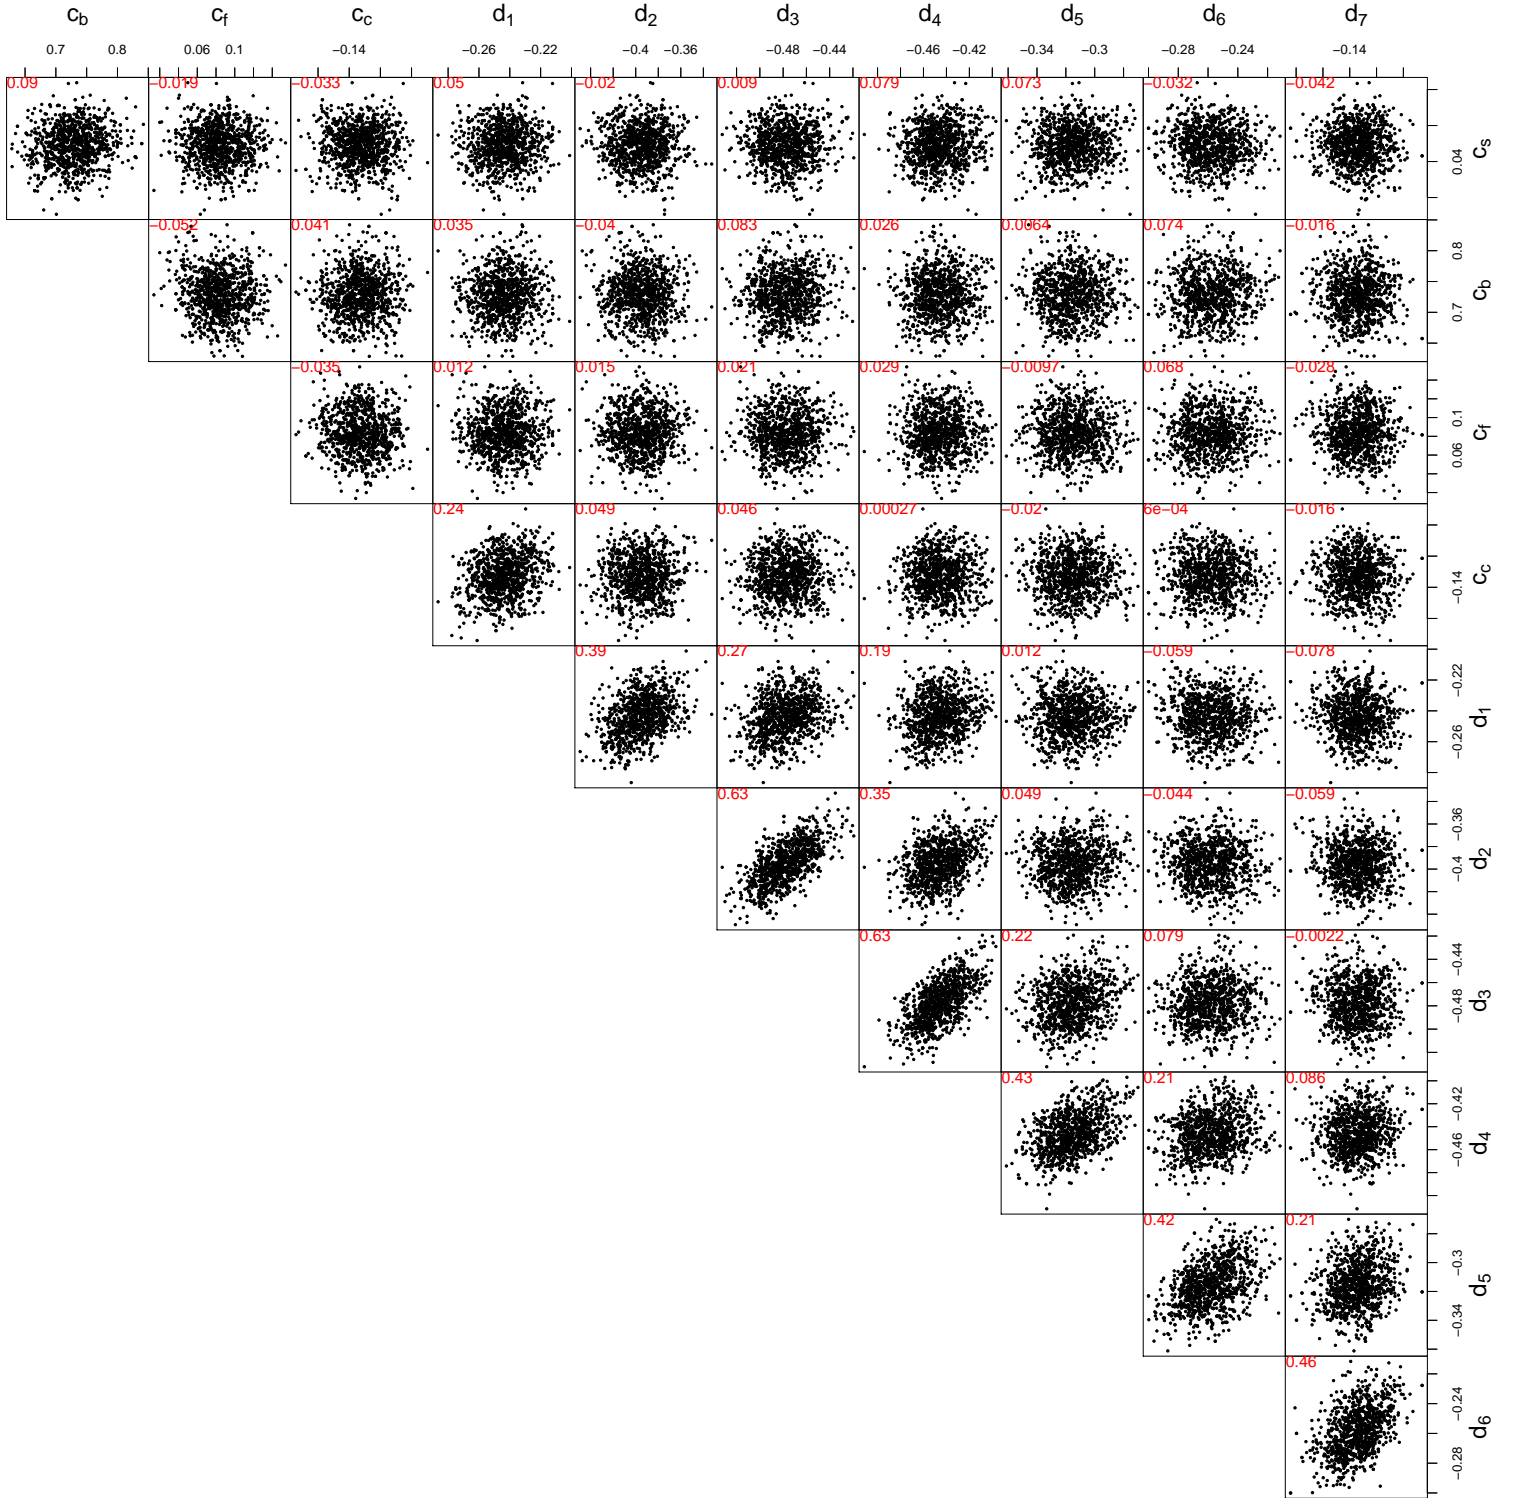 c_b c_f c_c d_1 d_2 d_3 d_4 d_5 d_6 d_7
0.7 0.8 0.06 0.1 −0.14 −0.26 −0.22 −0.4 −0.36 −0.48 −0.44 −0.46 −0.42 −0.34 −0.3 −0.28 −0.24 −0.14
0.09 −0.019 −0.033 0.05 −0.02 0.009 0.079 0.073 −0.032 −0.042
0.04 c_s
−0.052 0.041 0.035 −0.04 0.083 0.026 0.0064 0.074 −0.016
0.7 0.8 c_b
−0.035 0.012 0.015 0.021 0.029 −0.0097 0.068 −0.028
0.06 0.1 c_f
0.24 0.049 0.046 0.00027 −0.02 6e−04 −0.016
−0.14 c_c
0.39 0.27 0.19 0.012 −0.059 −0.078
−0.26 −0.22 d_1
0.63 0.35 0.049 −0.044 −0.059
−0.4 −0.36 d_2
0.63 0.22 0.079 −0.0022
−0.48 −0.44 d_3
0.43 0.21 0.086
−0.46 −0.42 d_4
0.42 0.21
−0.34 −0.3 d_5
0.46
−0.28 −0.24 d_6